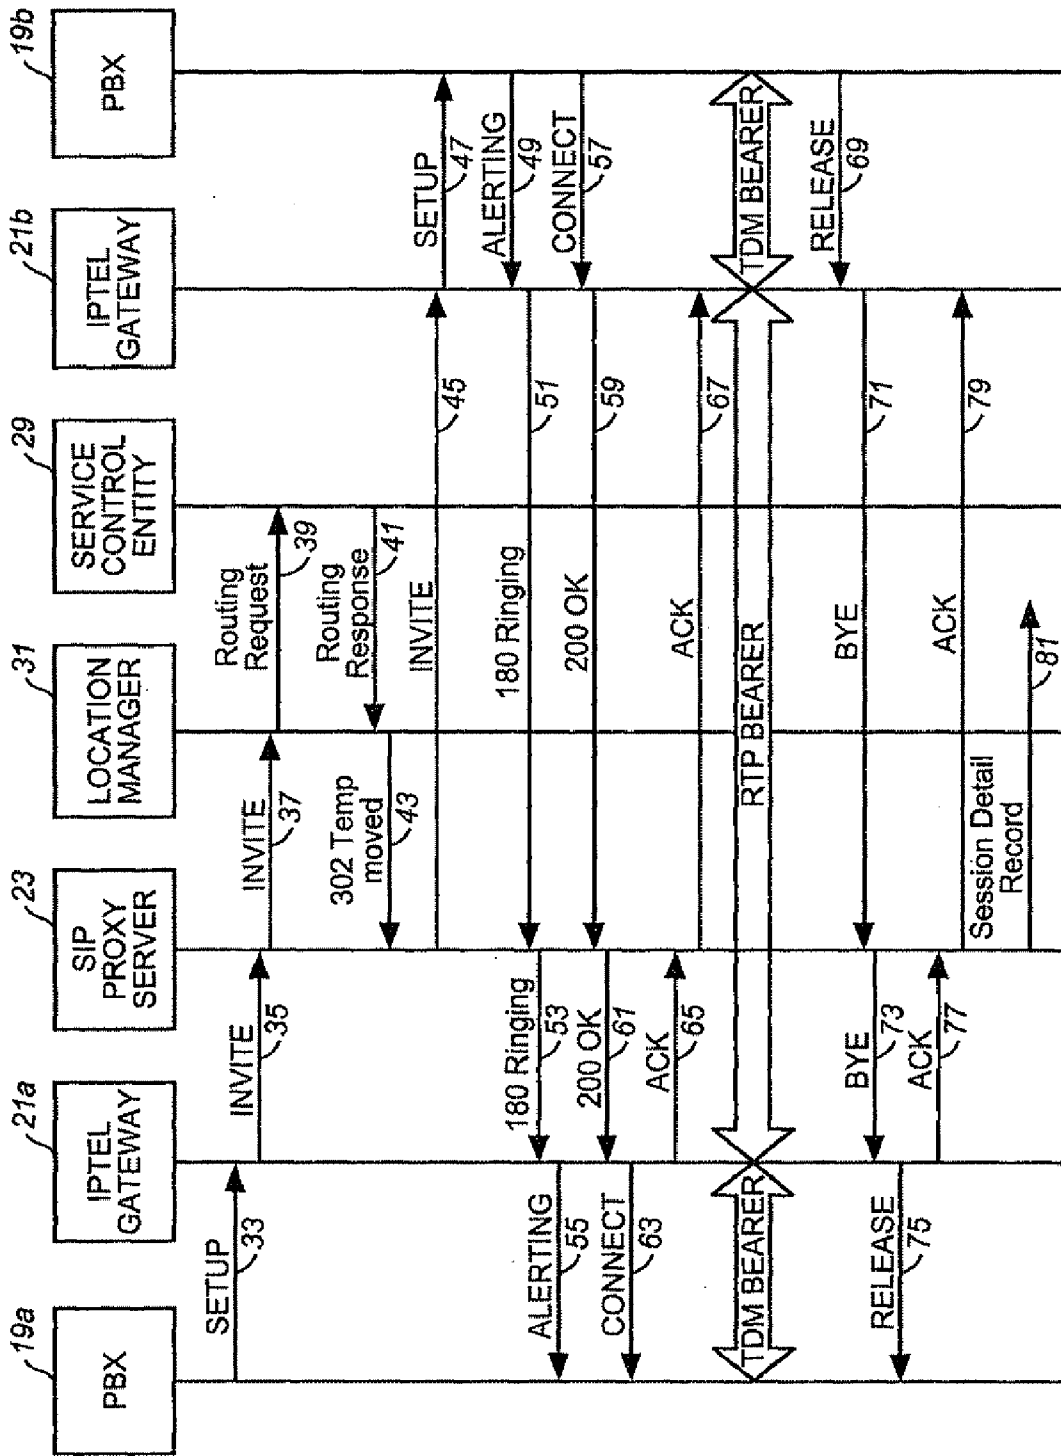 19a
PBX
21a
IPTEL
GATEWAY
23
SIP
PROXY
SERVER
31
LOCATION
MANAGER
29
SERVICE
CONTROL
ENTITY
21b
IPTEL
GATEWAY
19b
PBX
SETUP
33
INVITE
35
INVITE
37
Routing
Request
39
Routing
Response
41
302 Temp
moved
43
INVITE
45
SETUP
47
ALERTING
49
180 Ringing
51
180 Ringing
53
ALERTING
55
CONNECT
57
200 OK
59
200 OK
61
CONNECT
63
ACK
65
ACK
67
TDM BEARER
RTP BEARER
TDM BEARER
RELEASE
69
BYE
71
BYE
73
RELEASE
75
ACK
77
ACK
79
Session Detail
Record
81